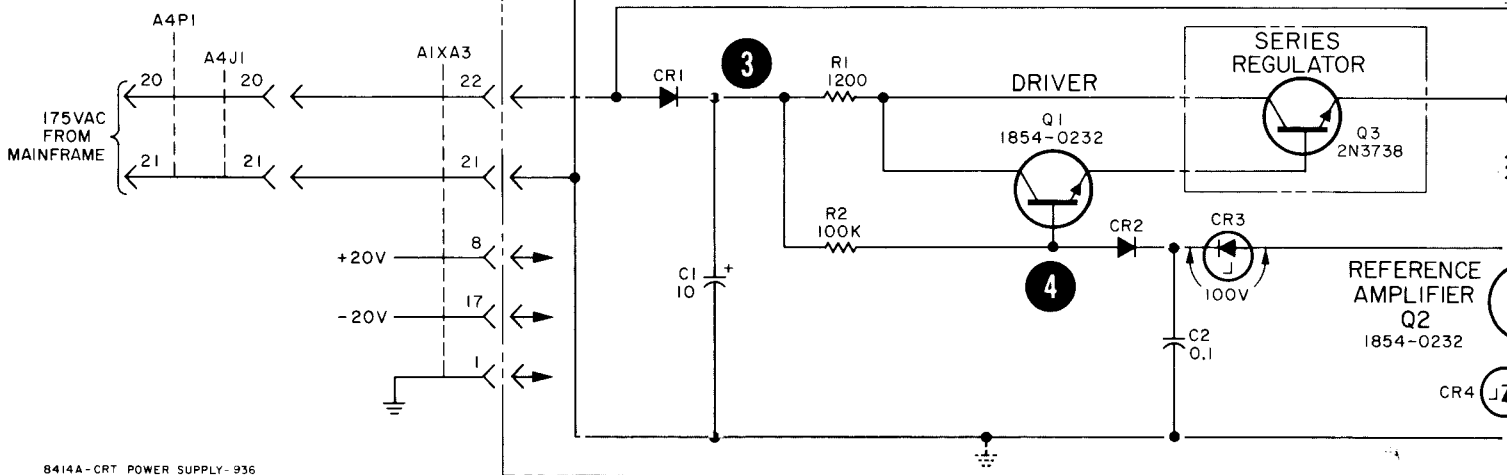 A4P1
A4J1
A1XA3
20
20
22
175VAC
FROM
MAINFRAME
21
21
21
+20V
8
-20V
17
1
CR1
3
R1
1200
DRIVER
SERIES
REGULATOR
Q1
1854-0232
Q3
2N3738
R2
100K
CR2
CR3
100V
4
C1
10
+
C2
0.1
REFERENCE
AMPLIFIER
Q2
1854-0232
CR4
8414A-CRT POWER SUPPLY-936